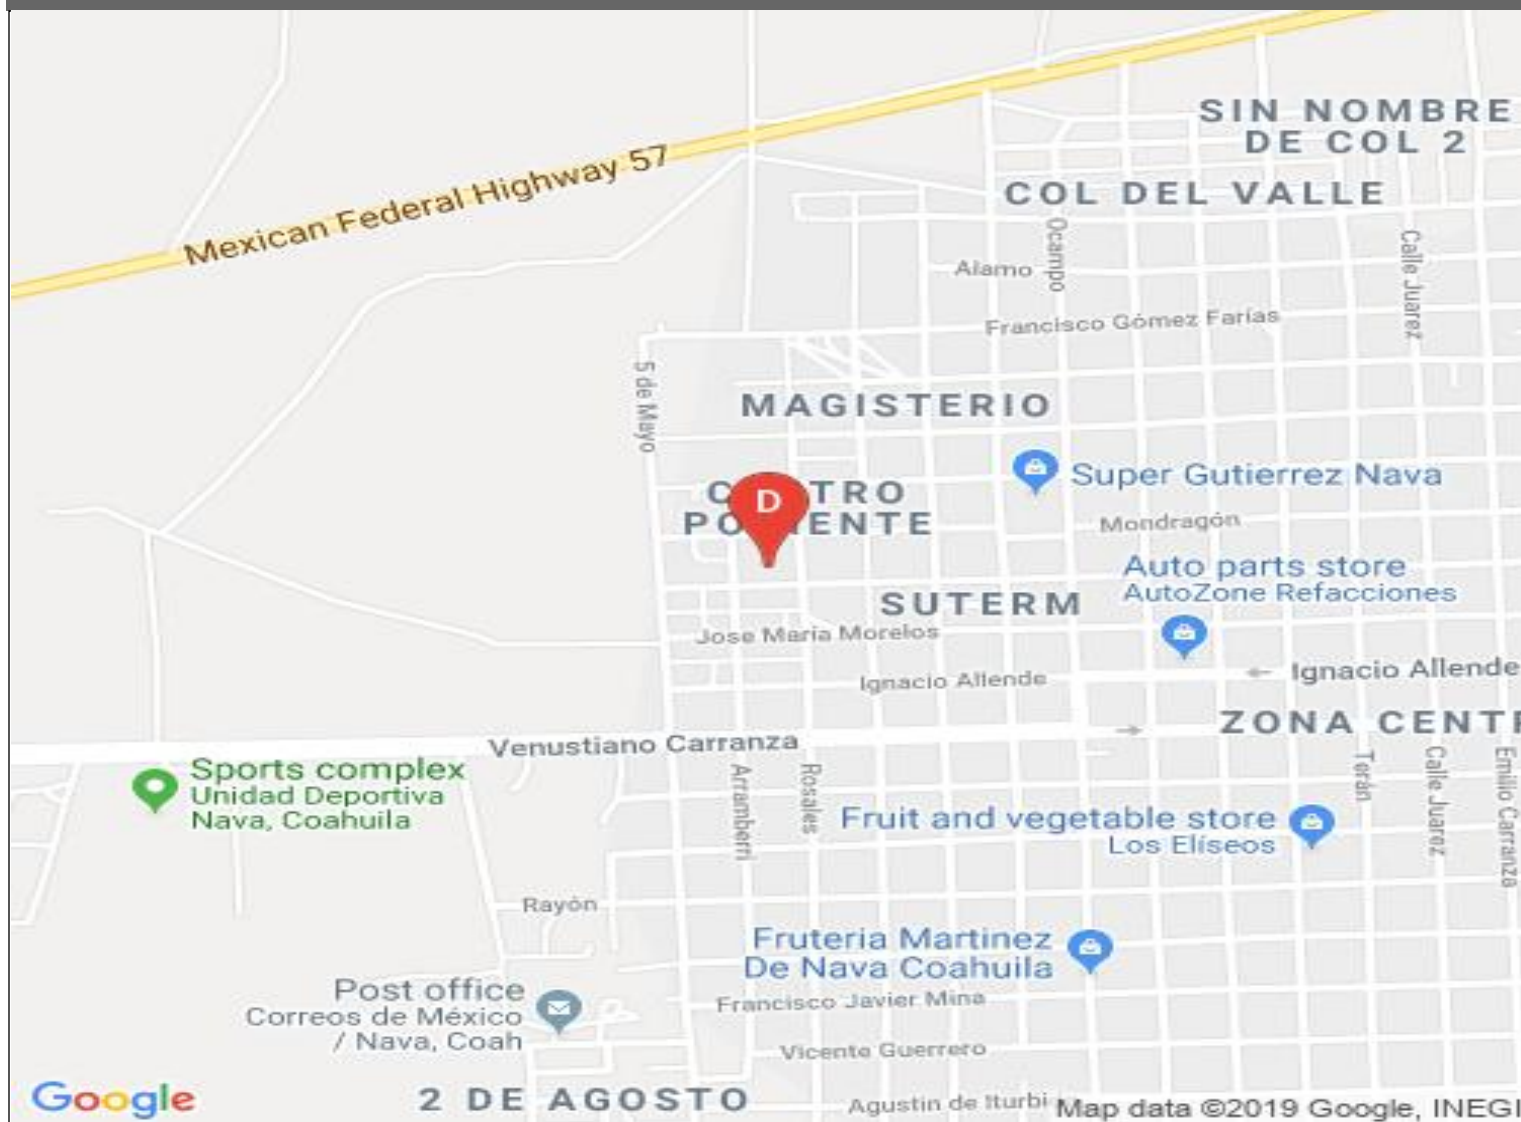 SIN NOMBRE
DE COL 2
Mexican Federal Highway 57
COL DEL VALLE
Ocampo
Calle Juarez
Alamo
Francisco Gómez Farías
5 de Mayo
MAGISTERIO
Super Gutierrez Nava
D
TRO
ENTE
Mondragón
Auto parts store
AutoZone Refacciones
SUTERM
Jose María Morelos
Ignacio Allende
Ignacio Allende
ZONA CENT
Venustiano Carranza
Sports complex
Unidad Deportiva
Nava, Coahuila
Arramberri
Rosales
Terán
Calle Juarez
Emilio Carranza
Fruit and vegetable store
Los Elíseos
Rayón
Fruteria Martinez
De Nava Coahuila
Post office
Correos de México
/ Nava, Coah
Francisco Javier Mina
Vicente Guerrero
Google
2 DE AGOSTO
Agustin de Iturbi
Map data ©2019 Google, INEGI